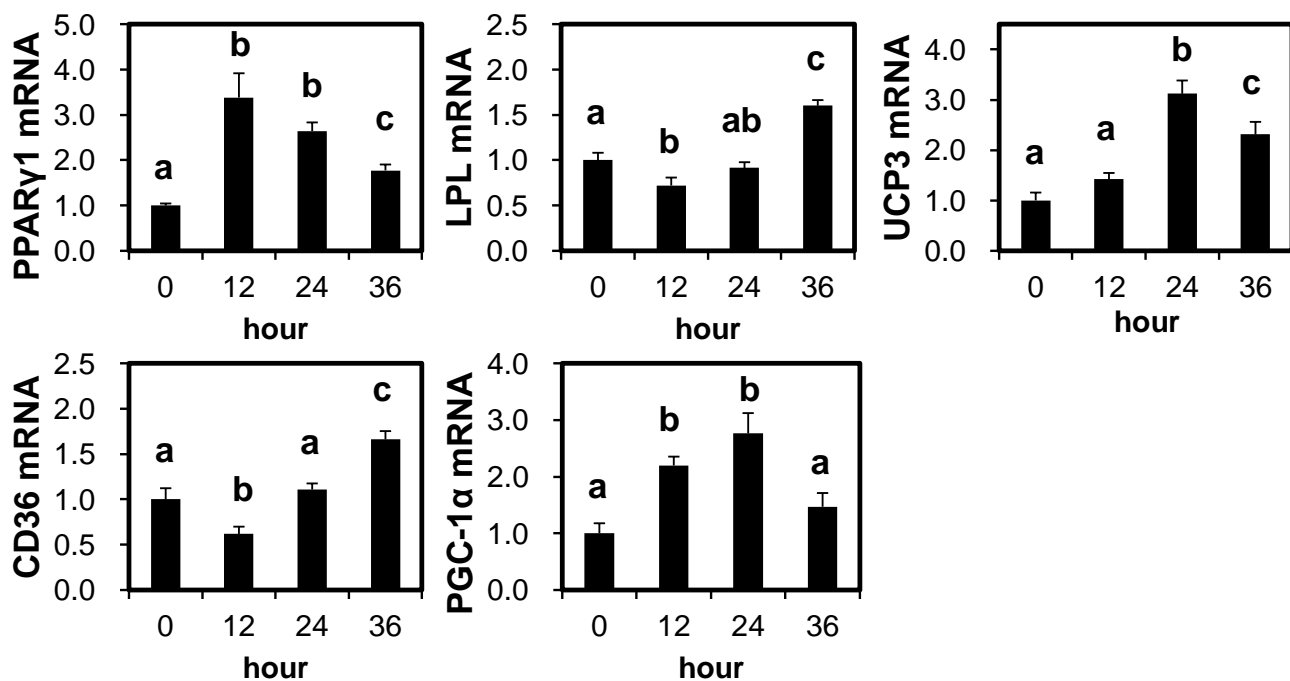 PPARγ1 mRNA
5.0
4.0
3.0
2.0
1.0
0.0
a
b
b
c
0 12 24 36
hour
LPL mRNA
2.5
2.0
1.5
1.0
0.5
0.0
a
b
ab
c
0 12 24 36
hour
UCP3 mRNA
4.0
3.0
2.0
1.0
0.0
a
a
b
c
0 12 24 36
hour
CD36 mRNA
2.5
2.0
1.5
1.0
0.5
0.0
a
b
a
c
0 12 24 36
hour
PGC-1α mRNA
4.0
3.0
2.0
1.0
0.0
a
b
b
a
0 12 24 36
hour